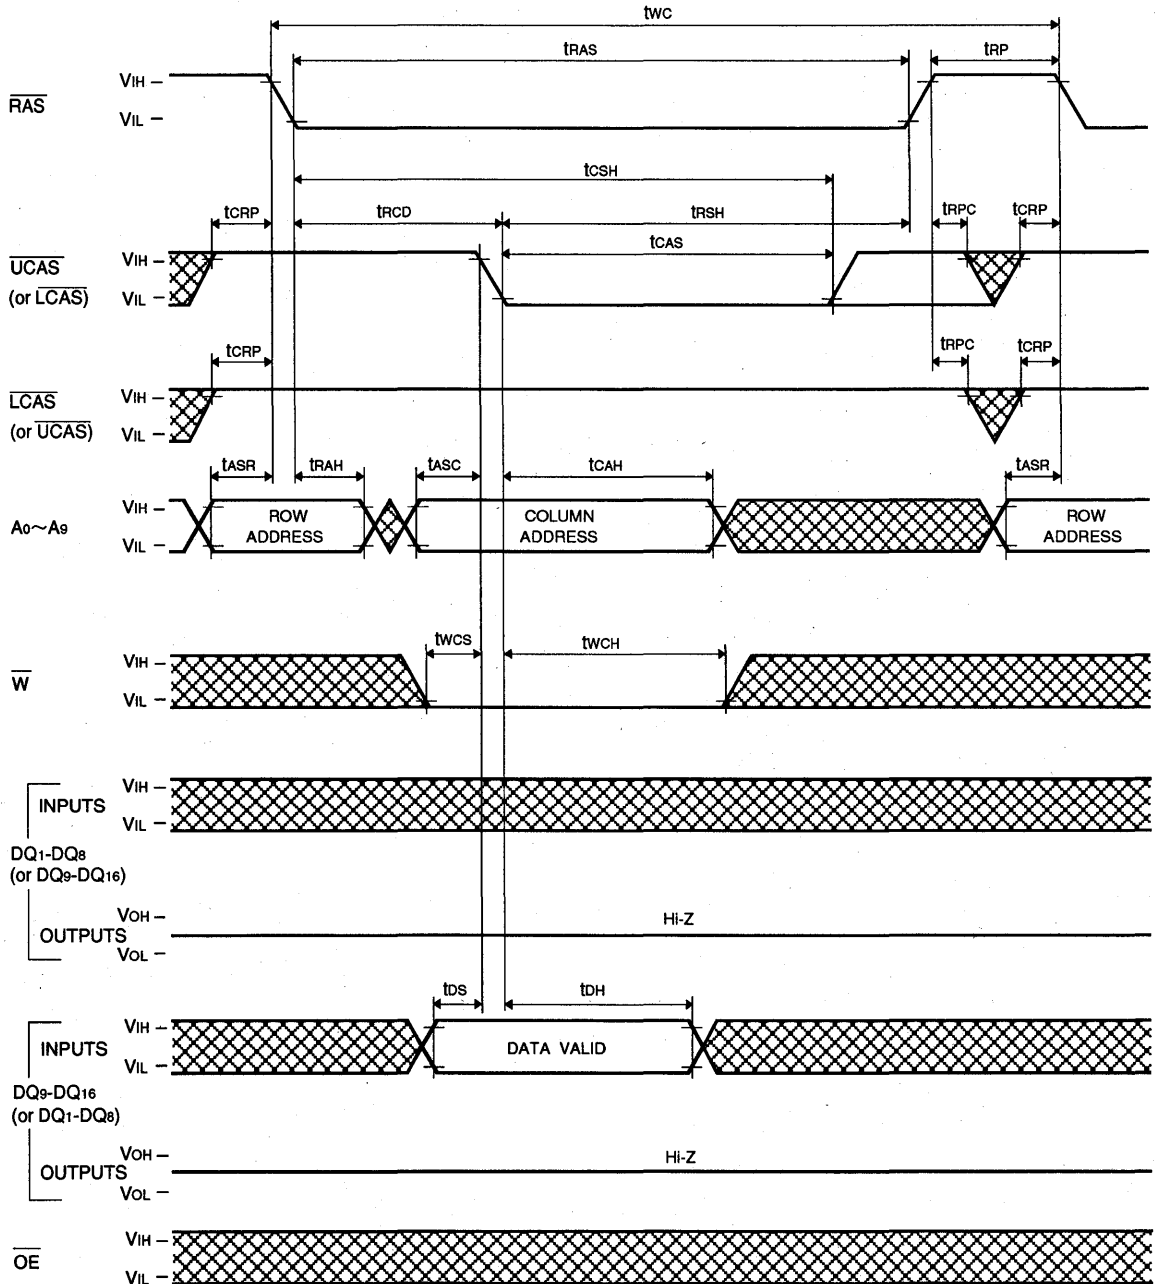 tWC
tRAS
tRP
RAS
VIH –
VIL –
tCSH
tCRP
tRCD
tRSH
tRPC
tCRP
tCAS
UCAS
(or LCAS)
VIH –
VIL –
tCRP
tRPC
tCRP
LCAS
(or UCAS)
VIH –
VIL –
tASR
tRAH
tASC
tCAH
tASR
A0~A9
VIH –
VIL –
ROW
ADDRESS
COLUMN
ADDRESS
ROW
ADDRESS
tWCS
tWCH
W
VIH –
VIL –
INPUTS
VIH –
VIL –
DQ1-DQ8
(or DQ9-DQ16)
OUTPUTS
VOH –
VOL –
Hi-Z
tDS
tDH
INPUTS
VIH –
VIL –
DATA VALID
DQ9-DQ16
(or DQ1-DQ8)
OUTPUTS
VOH –
VOL –
Hi-Z
OE
VIH –
VIL –